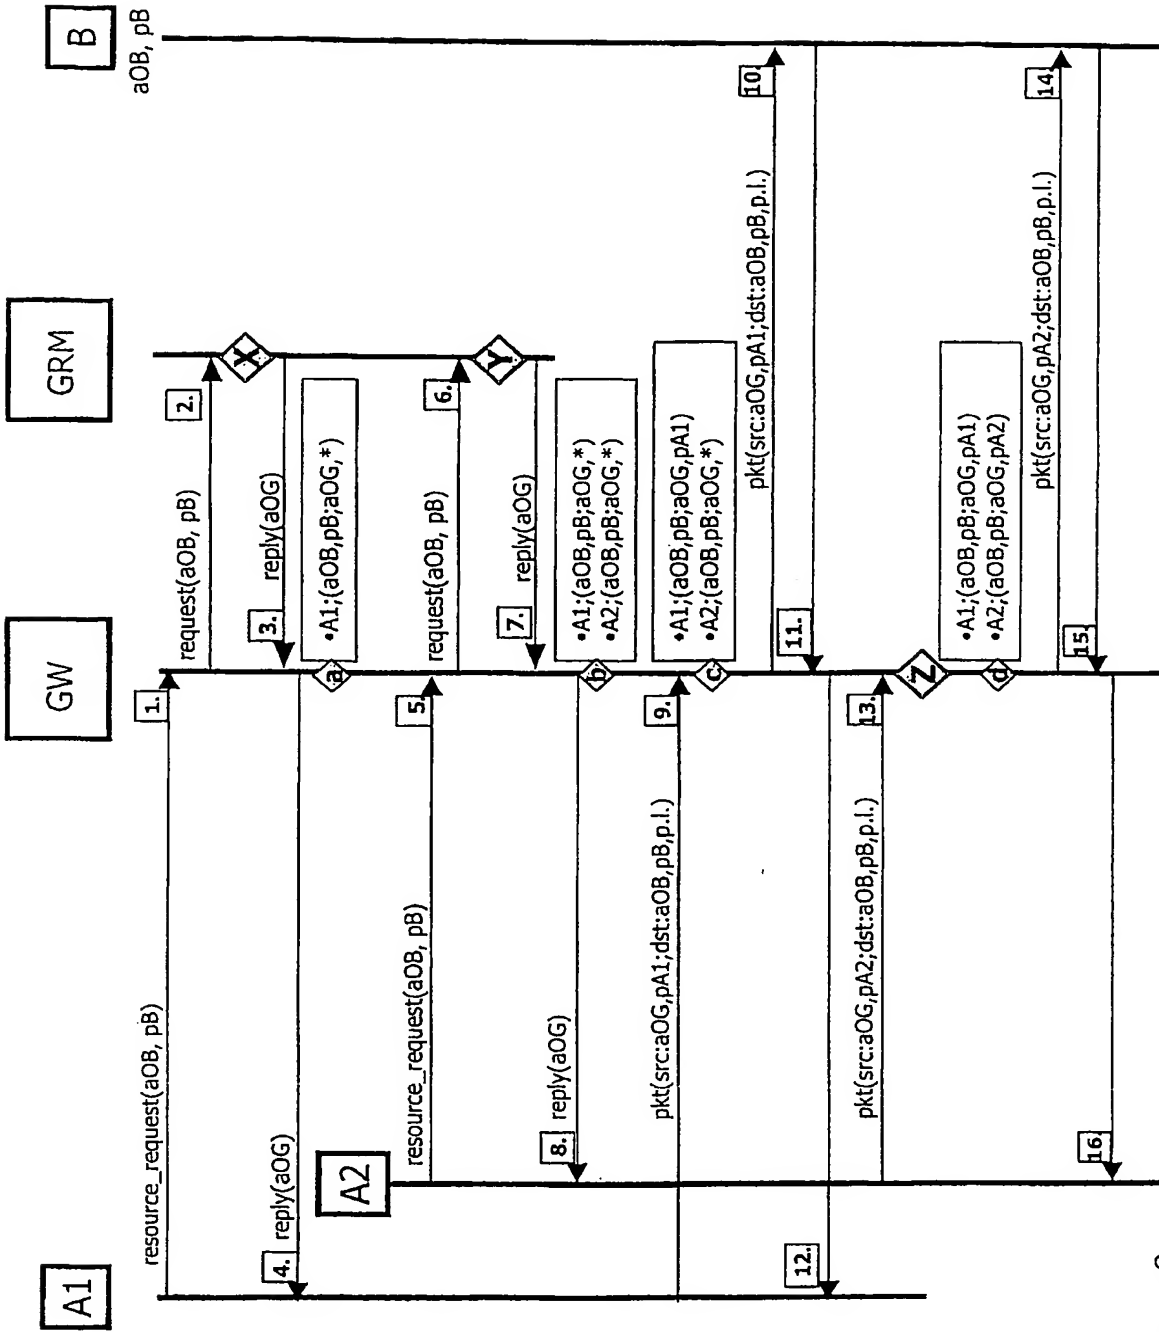 A1
A2
GW
GRM
B
aOB, pB
resource_request(aOB, pB)
1.
request(aOB, pB)
2.
X
3.
reply(aOG)
4.
reply(aOG)
a
•A1;(aOB,pB;aOG,*)
resource_request(aOB, pB)
5.
request(aOB, pB)
6.
Y
7.
reply(aOG)
8.
reply(aOG)
b
•A1;(aOB,pB;aOG,*)
•A2;(aOB,pB;aOG,*)
pkt(src:aOG,pA1;dst:aOB,pB,p.l.)
9.
c
•A1;(aOB,pB;aOG,pA1)
•A2;(aOB,pB;aOG,*)
pkt(src:aOG,pA1;dst:aOB,pB,p.l.)
10.
11.
12.
pkt(src:aOG,pA2;dst:aOB,pB,p.l.)
13.
Z
d
•A1;(aOB,pB;aOG,pA1)
•A2;(aOB,pB;aOG,pA2)
pkt(src:aOG,pA2;dst:aOB,pB,p.l.)
14.
15.
16.